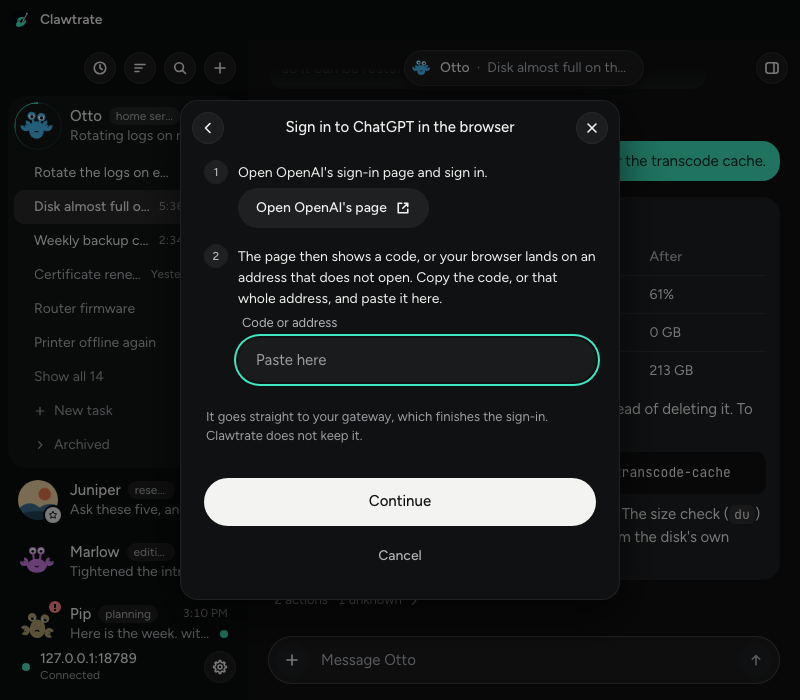 Clawtrate
Otto · Disk almost full on th...
Otto home ser...
Rotating logs on r
Rotate the logs on e...
Disk almost full o... 5:36
Weekly backup c... 2:34
Certificate rene... Yeste
Router firmware
Printer offline again
Show all 14
+ New task
> Archived
Juniper rese...
Ask these five, an
Marlow editi...
Tightened the intr
Pip planning 3:10 PM
Here is the week. wit...
127.0.0.1:18789
Connected
Sign in to ChatGPT in the browser
1 Open OpenAI's sign-in page and sign in.
Open OpenAI's page
2 The page then shows a code, or your browser lands on an
address that does not open. Copy the code, or that
whole address, and paste it here.
Code or address
Paste here
It goes straight to your gateway, which finishes the sign-in.
Clawtrate does not keep it.
Continue
Cancel
the transcode cache.
After
61%
0 GB
213 GB
ead of deleting it. To
transcode-cache
The size check ( du )
m the disk's own
2 actions · 1 unknown >
Message Otto